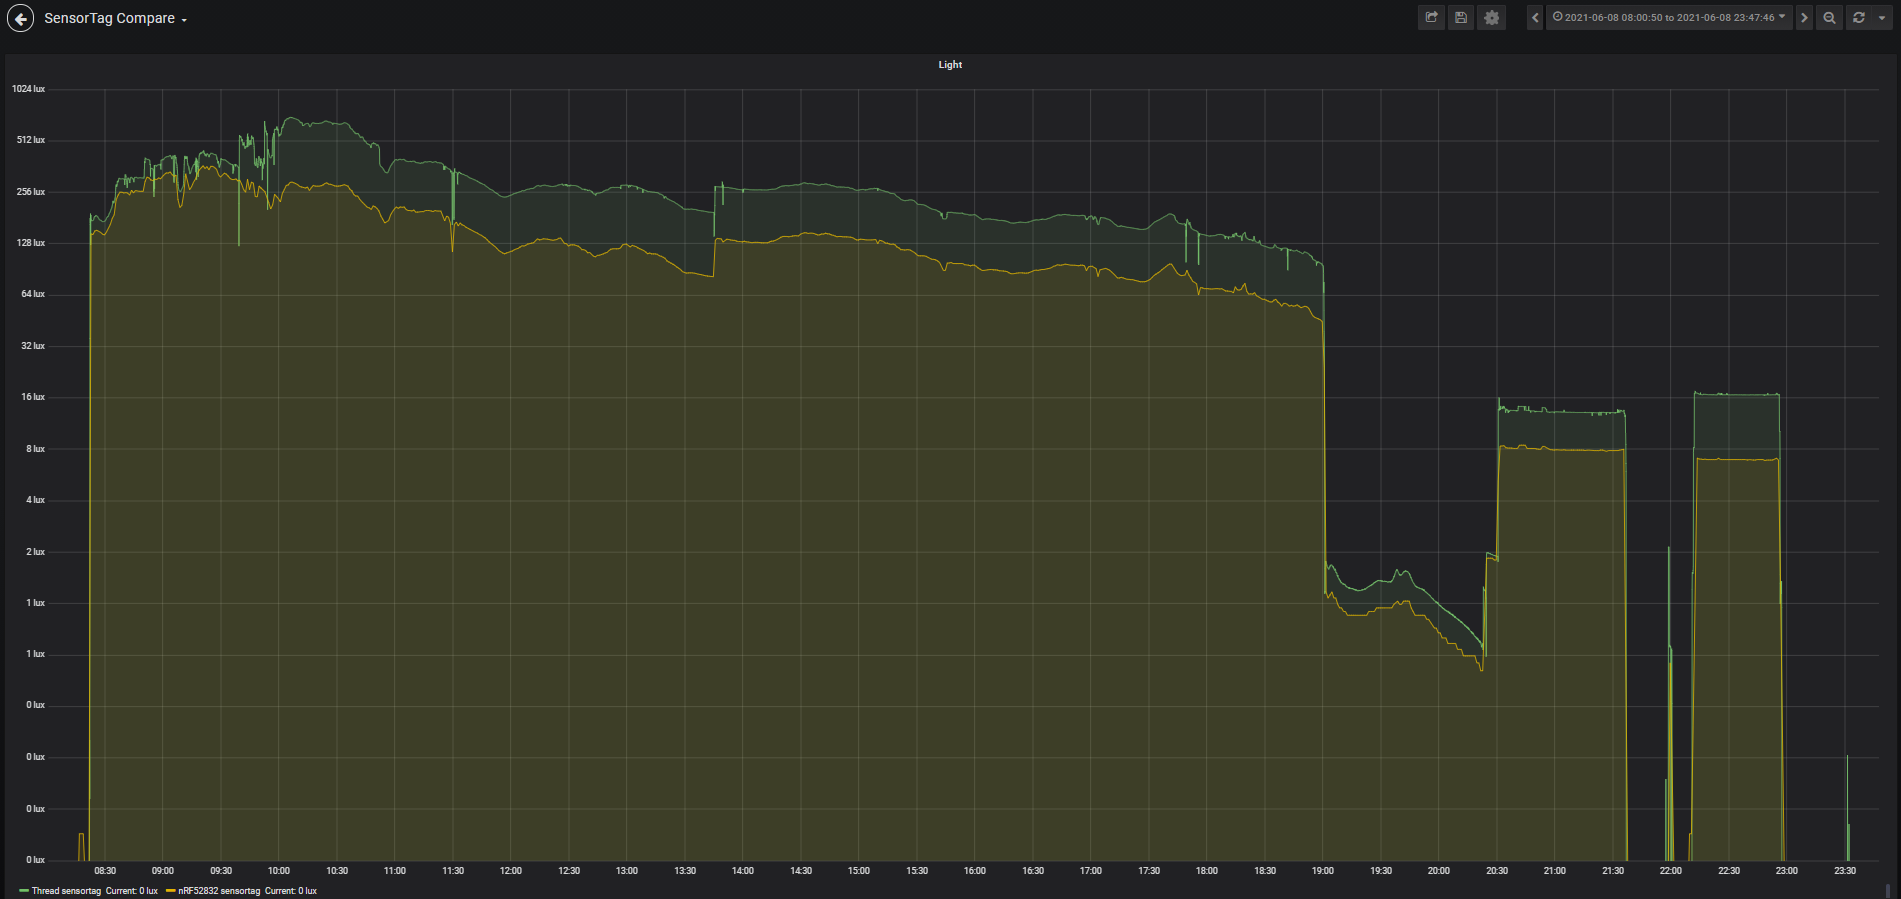 SensorTag Compare
2021-06-08 08:00:50 to 2021-06-08 23:47:46
Light
1024 lux
512 lux
256 lux
128 lux
64 lux
32 lux
16 lux
8 lux
4 lux
2 lux
1 lux
1 lux
0 lux
0 lux
0 lux
0 lux
08:30 09:00 09:30 10:00 10:30 11:00 11:30 12:00 12:30 13:00 13:30 14:00 14:30 15:00 15:30 16:00 16:30 17:00 17:30 18:00 18:30 19:00 19:30 20:00 20:30 21:00 21:30 22:00 22:30 23:00 23:30
Thread sensortag Current: 0 lux nRF52832 sensortag Current: 0 lux